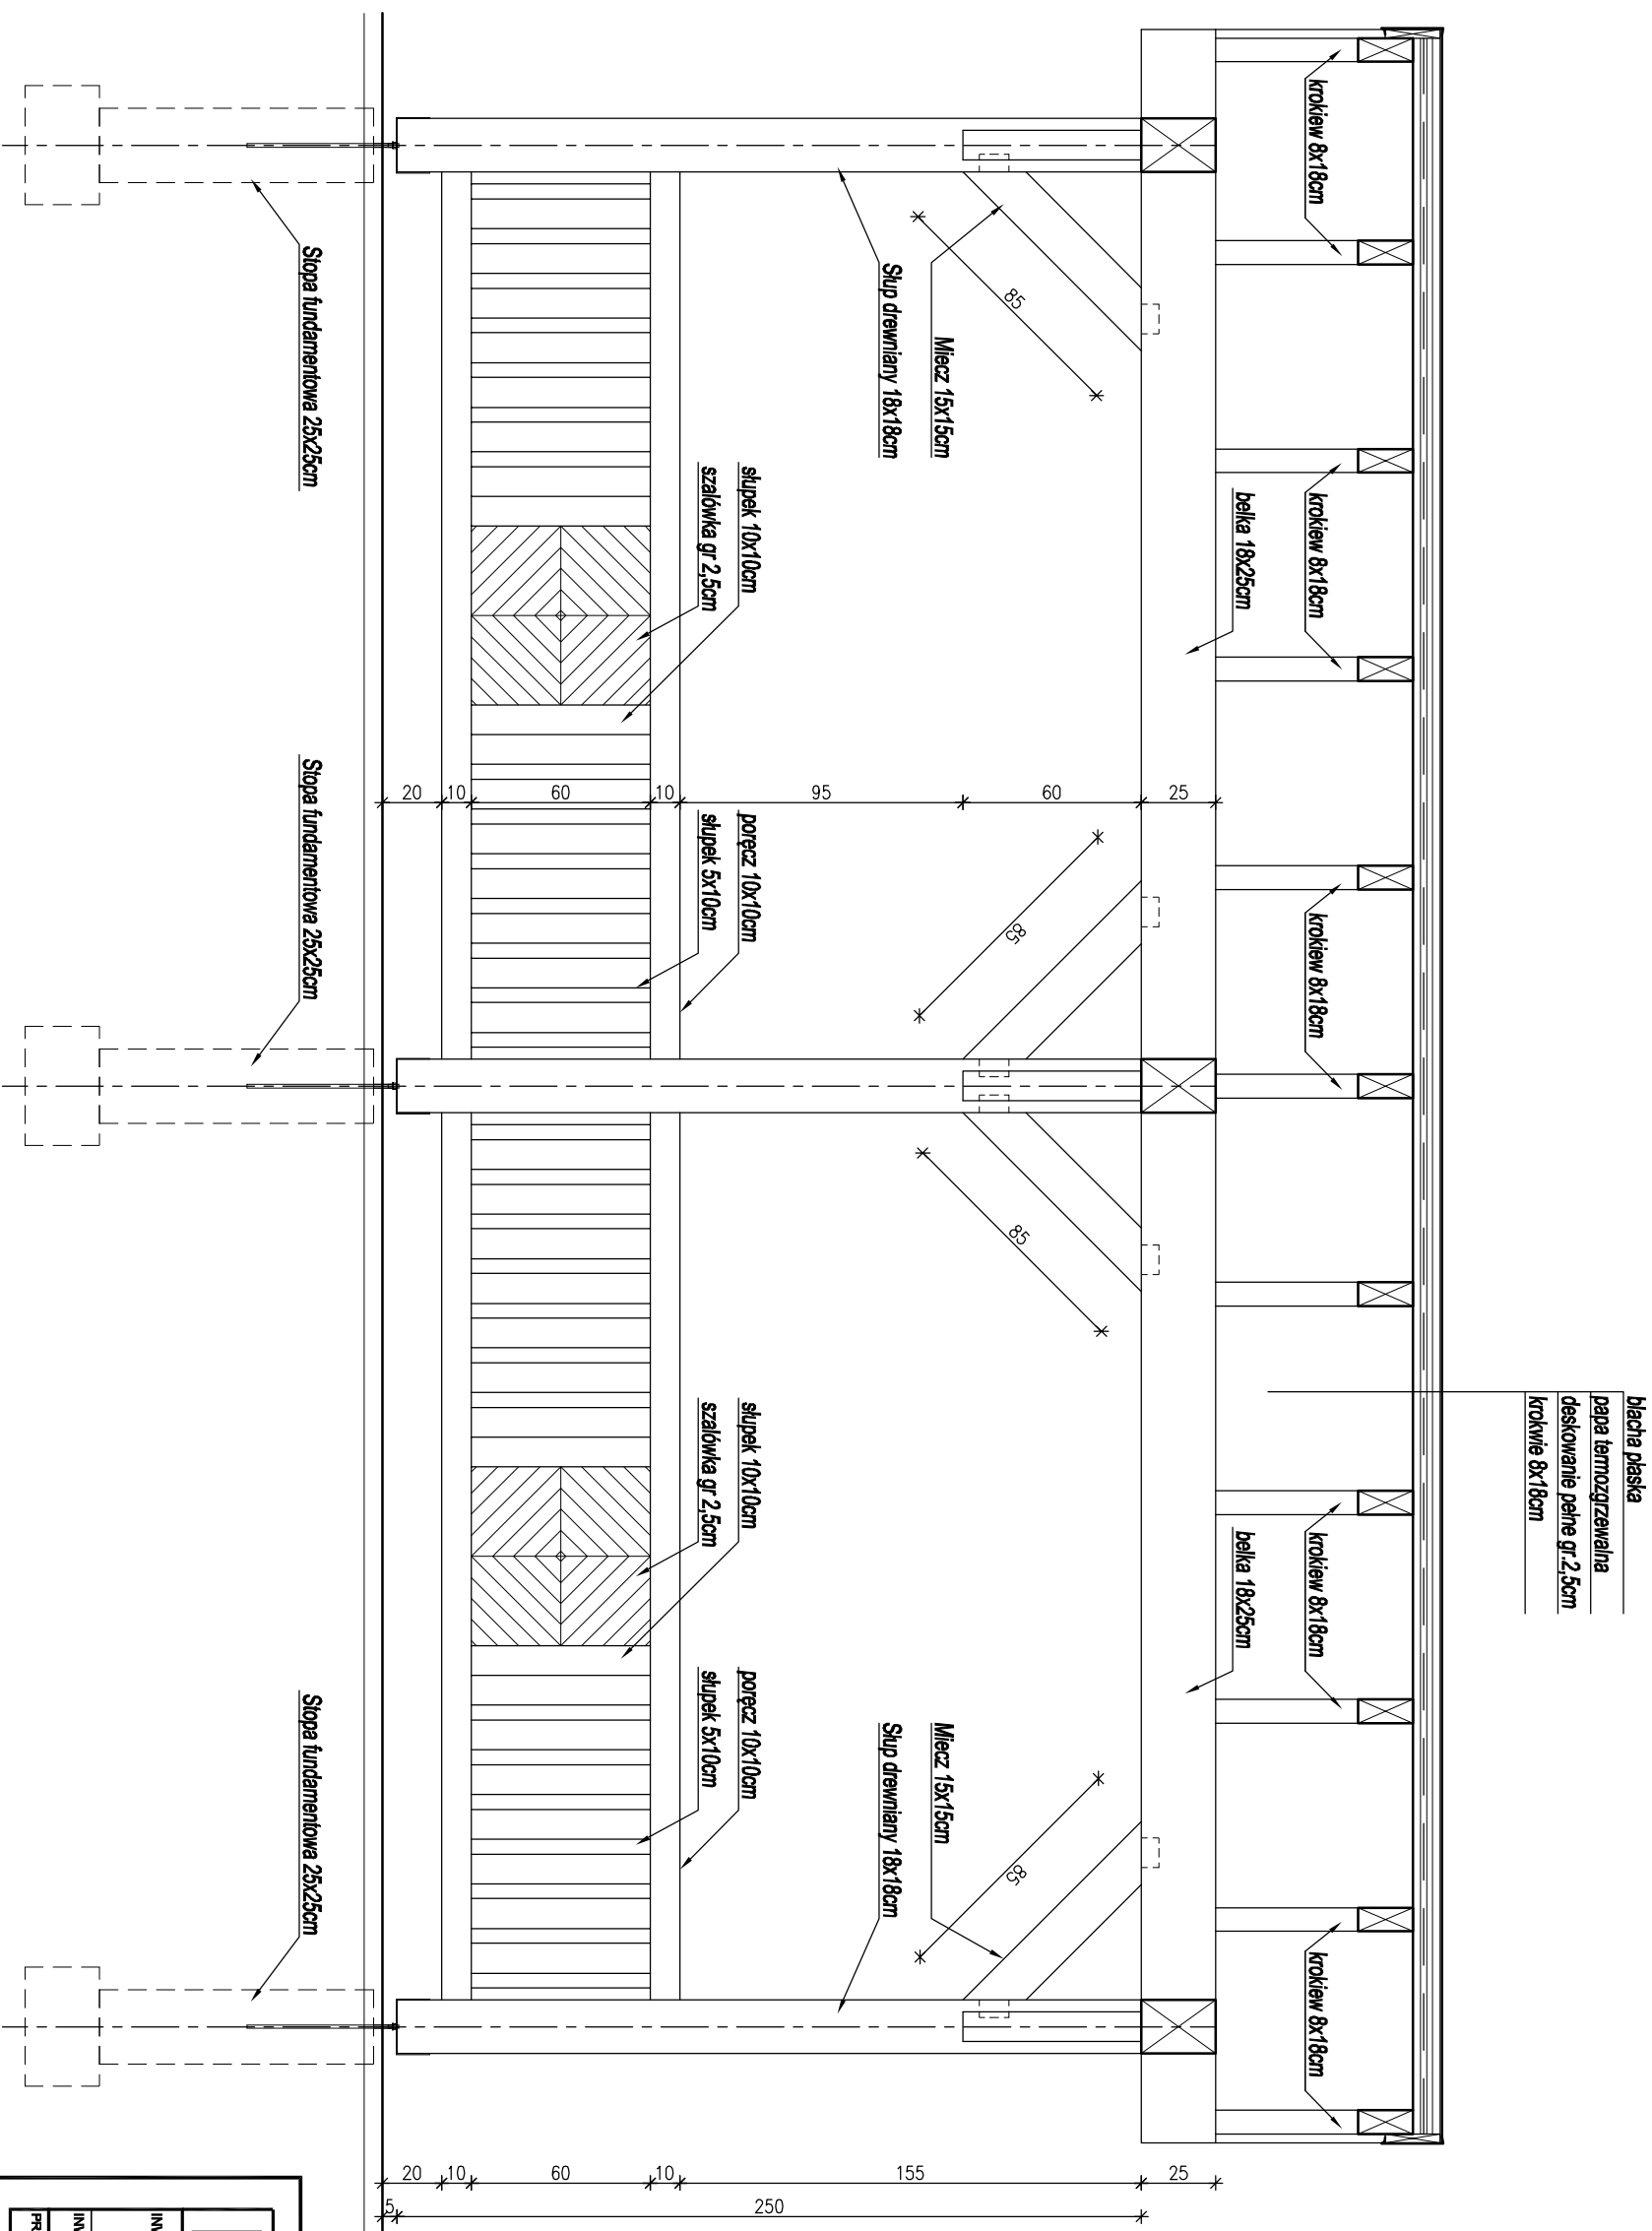 blacha płaska
papa termozgrzewalna
deskowanie pełne gr.2,5cm
krokwie 8x18cm
krokiew 8x18cm
krokiew 8x18cm
krokiew 8x18cm
krokiew 8x18cm
krokiew 8x18cm
belka 18x25cm
belka 18x25cm
Miecz 15x15cm
Słup drewniany 18x18cm
85
85
85
85
Miecz 15x15cm
Słup drewniany 18x18cm
słupek 10x10cm
szalówka gr 2,5cm
poręcz 10x10cm
słupek 5x10cm
słupek 10x10cm
szalówka gr 2,5cm
poręcz 10x10cm
słupek 5x10cm
25
60
95
10
60
10
20
25
155
10
60
10
20
250
5
Stopa fundamentowa 25x25cm
Stopa fundamentowa 25x25cm
Stopa fundamentowa 25x25cm